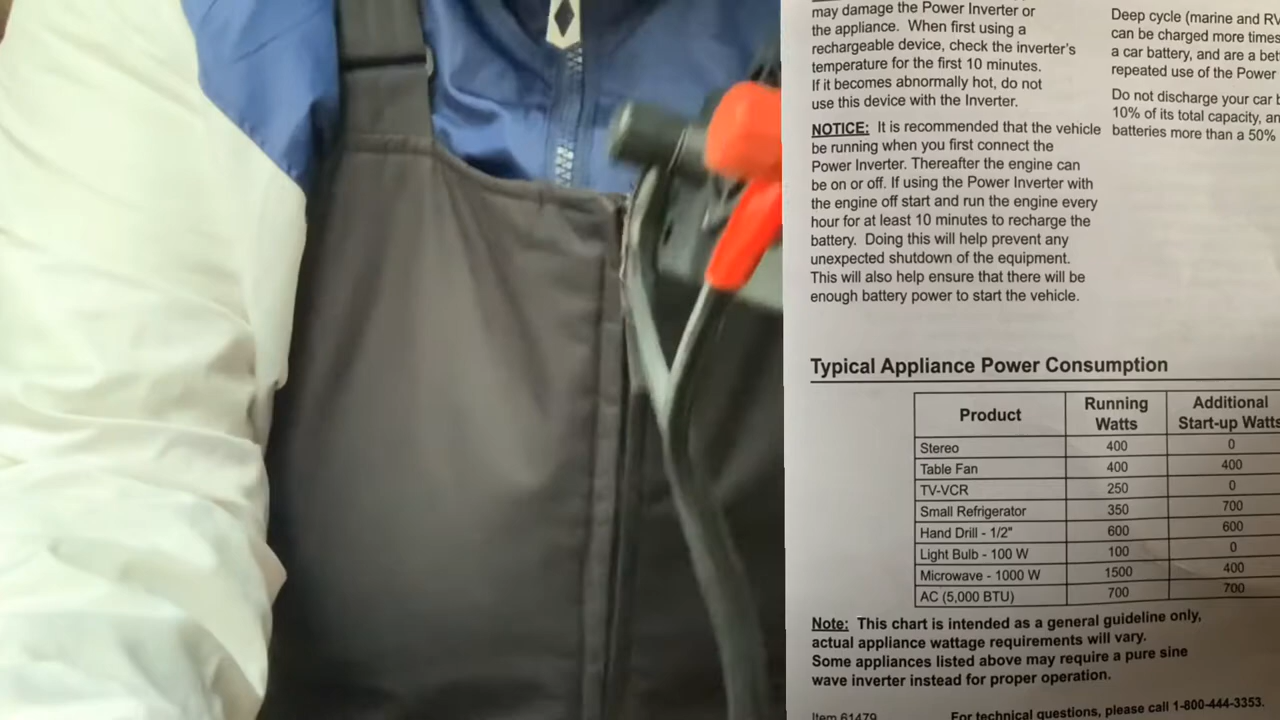 may damage the Power Inverter or
the appliance. When first using a
rechargeable device, check the inverter's
temperature for the first 10 minutes.
If it becomes abnormally hot, do not
use this device with the Inverter.
NOTICE: It is recommended that the vehicle
be running when you first connect the
Power Inverter. Thereafter the engine can
be on or off. If using the Power Inverter with
the engine off start and run the engine every
hour for at least 10 minutes to recharge the
battery. Doing this will help prevent any
unexpected shutdown of the equipment.
This will also help ensure that there will be
enough battery power to start the vehicle.
Deep cycle (marine and RV
can be charged more times
a car battery, and are a
repeated use of the Power
Do not discharge your car
10% of its total capacity,
batteries more than a 50%
Typical Appliance Power Consumption
Product Running Watts Additional Start-up Watts
Stereo 400 0
Table Fan 400 400
TV-VCR 250 0
Small Refrigerator 350 700
Hand Drill - 1/2" 600 600
Light Bulb - 100 W 100 0
Microwave - 1000 W 1500 400
AC (5,000 BTU) 700 700
Note: This chart is intended as a general guideline only,
actual appliance wattage requirements will vary.
Some appliances listed above may require a pure sine
wave inverter instead for proper operation.
Item 61479
For technical questions, please call 1-800-444-3353.